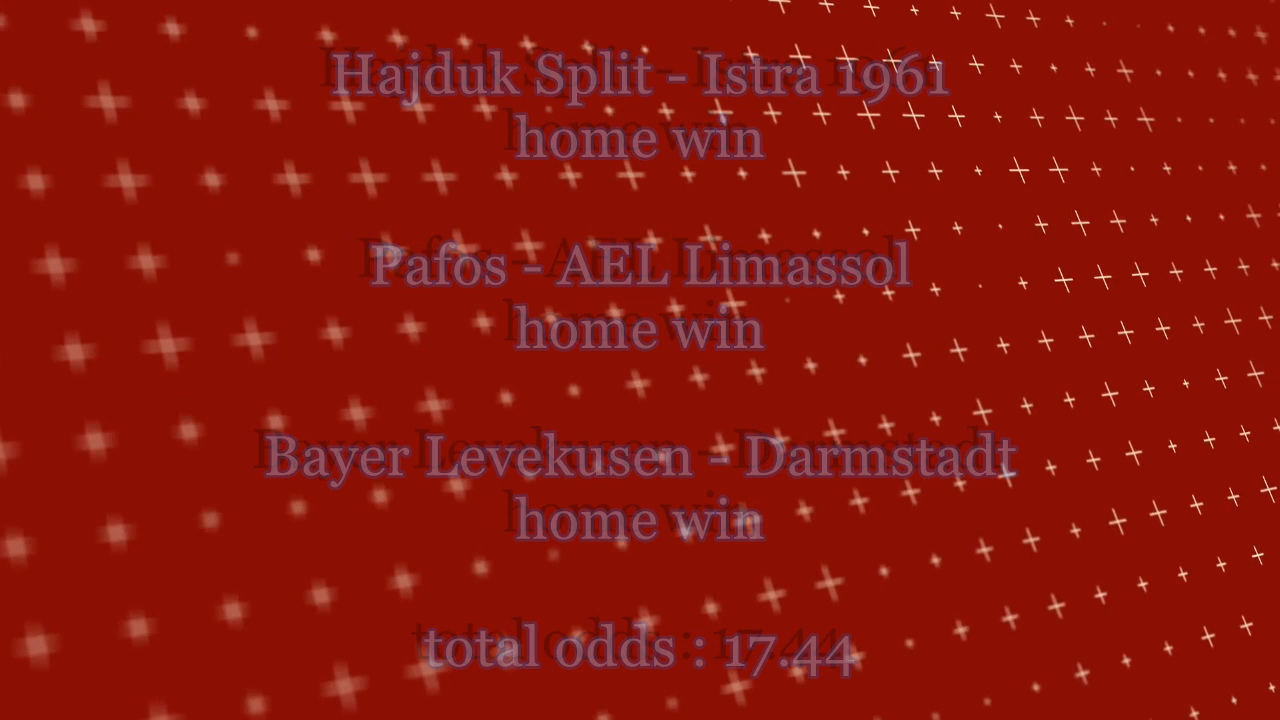 Hajduk Split - Istra 1961
home win
Pafos - AEL Limassol
home win
Bayer Levekusen - Darmstadt
home win
total odds : 17.44